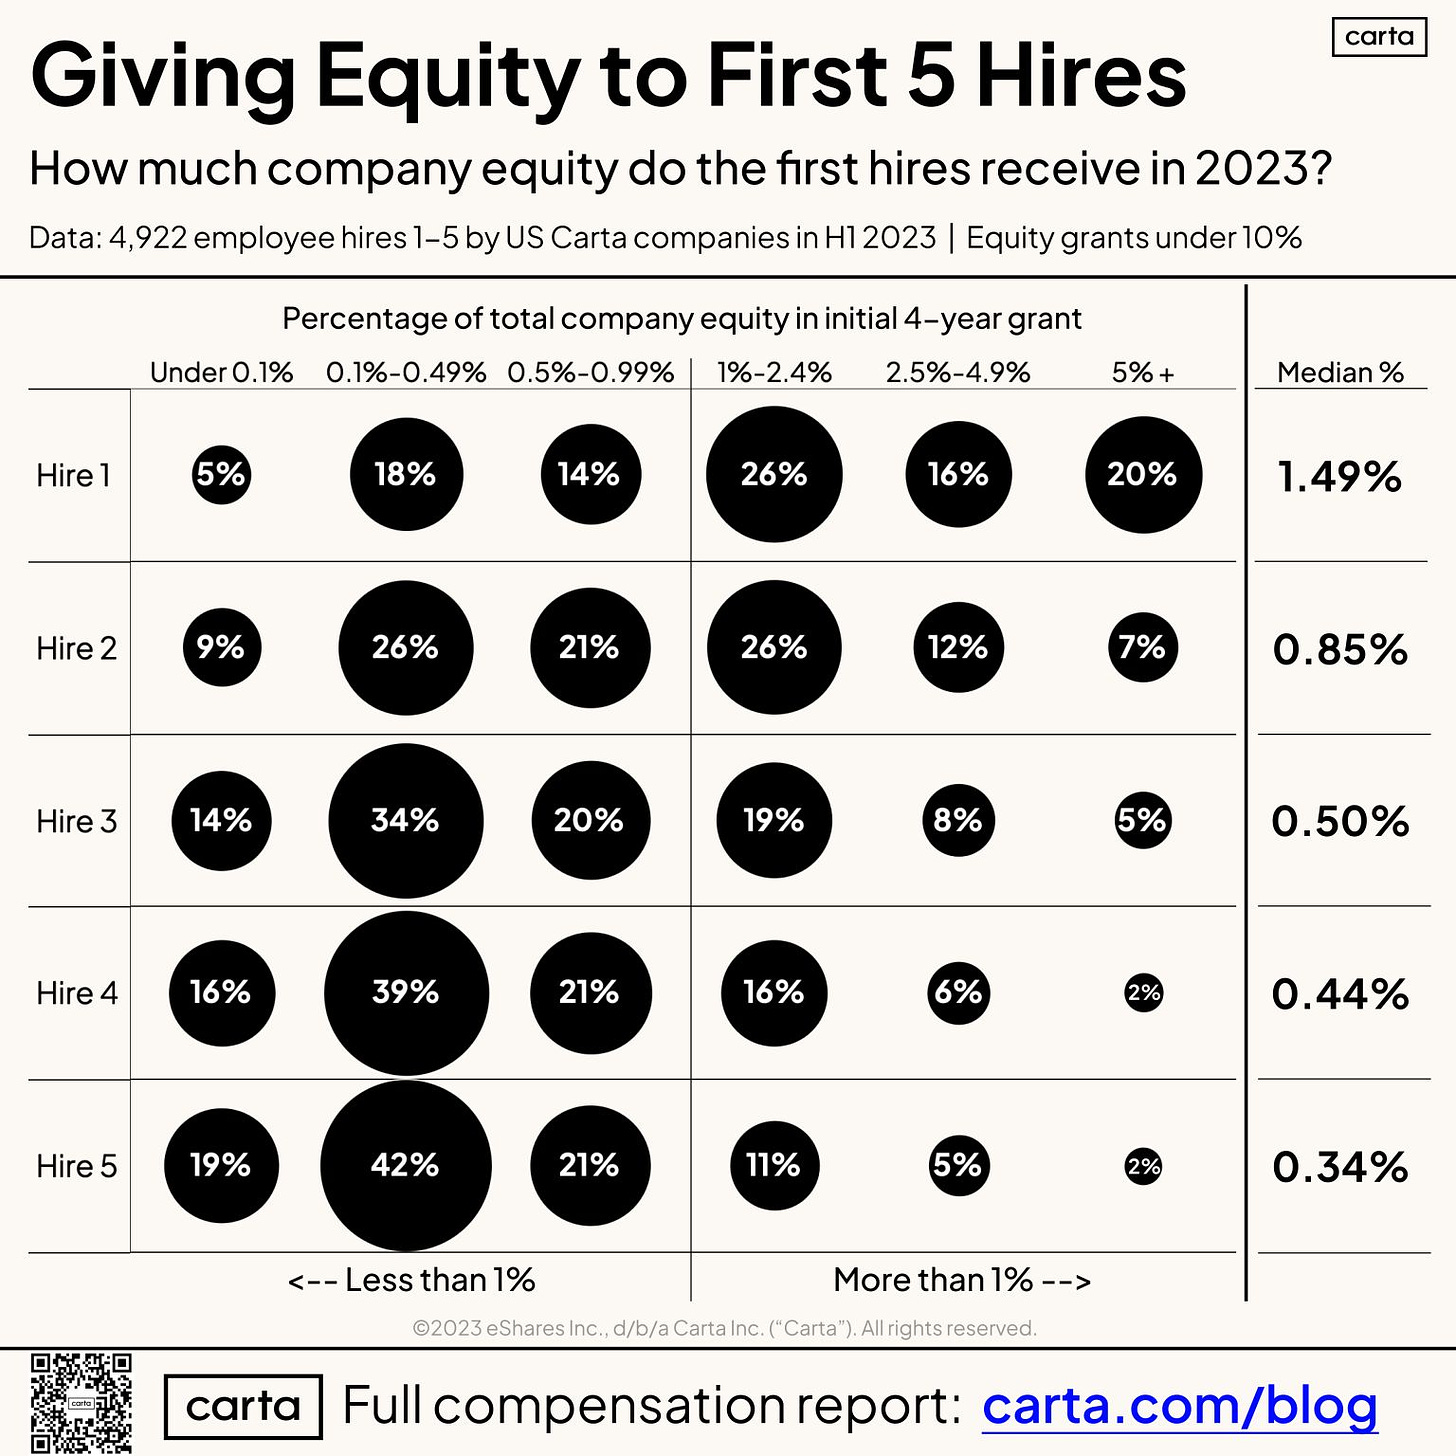 carta
Giving Equity to First 5 Hires
How much company equity do the first hires receive in 2023?
Data: 4,922 employee hires 1–5 by US Carta companies in H1 2023 | Equity grants under 10%
Percentage of total company equity in initial 4–year grant
Under 0.1% 0.1%-0.49% 0.5%-0.99% 1%-2.4% 2.5%-4.9% 5% + Median %
Hire 1 5% 18% 14% 26% 16% 20% 1.49%
Hire 2 9% 26% 21% 26% 12% 7% 0.85%
Hire 3 14% 34% 20% 19% 8% 5% 0.50%
Hire 4 16% 39% 21% 16% 6% 2% 0.44%
Hire 5 19% 42% 21% 11% 5% 2% 0.34%
<-- Less than 1% More than 1% -->
©2023 eShares Inc., d/b/a Carta Inc. (“Carta”). All rights reserved.
carta carta Full compensation report: carta.com/blog